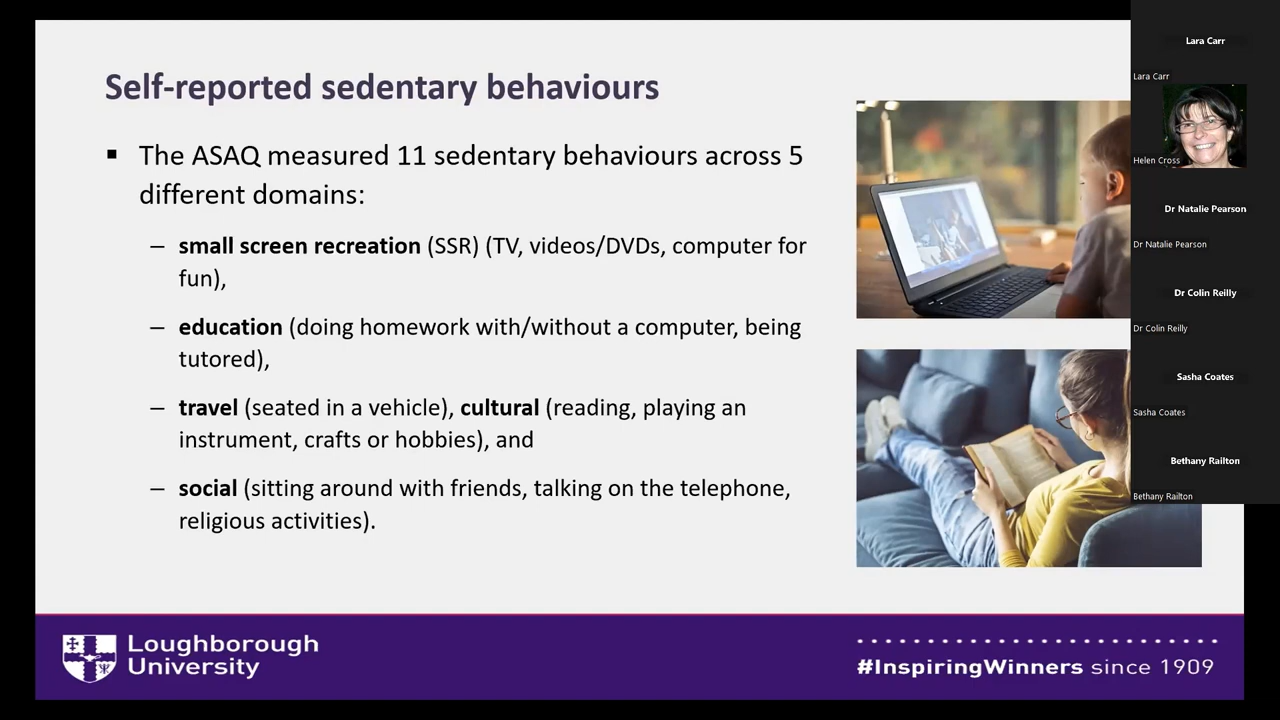 Self-reported sedentary behaviours
▪ The ASAQ measured 11 sedentary behaviours across 5
different domains:
– small screen recreation (SSR) (TV, videos/DVDs, computer for
fun),
– education (doing homework with/without a computer, being
tutored),
– travel (seated in a vehicle), cultural (reading, playing an
instrument, crafts or hobbies), and
– social (sitting around with friends, talking on the telephone,
religious activities).
Loughborough
University
#InspiringWinners since 1909
Lara Carr
Lara Carr
Helen Cross
Dr Natalie Pearson
Dr Natalie Pearson
Dr Colin Reilly
Dr Colin Reilly
Sasha Coates
Sasha Coates
Bethany Railton
Bethany Railton